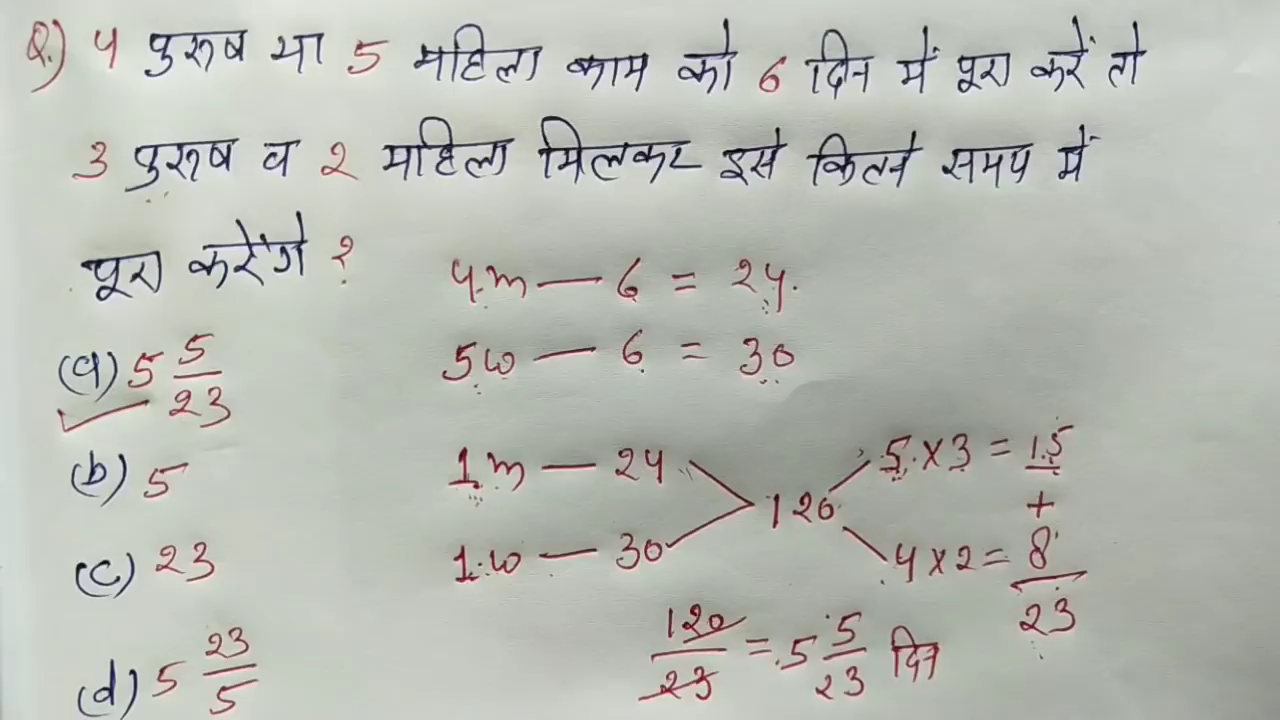 Q.) 4 पुरुष या 5 महिला काम को 6 दिन में पूरा करें तो
3 पुरुष व 2 महिला मिलकर इसे कितने समय में
पूरा करेंगे ?
4m — 6 = 24
5w — 6 = 30
(a) 5 5/23
(b) 5
(c) 23
(d) 5 23/5
1m — 24
1w — 30
120
5 × 3 = 15
+
4 × 2 = 8
23
120/23 = 5 5/23 दिन